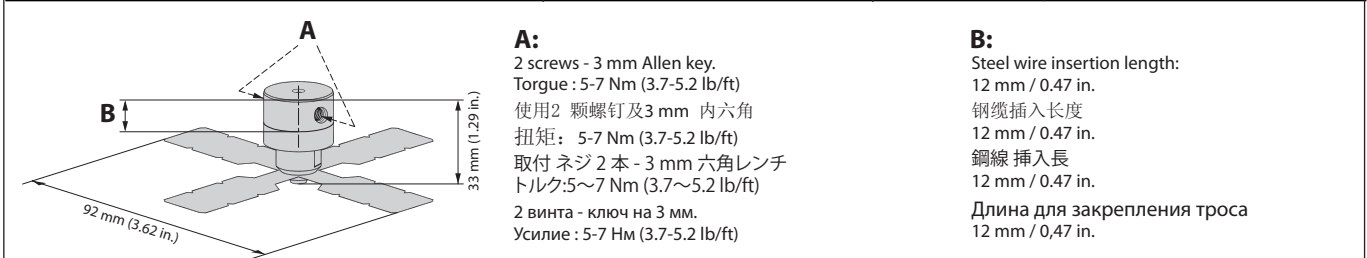 A
B
33 mm (1.29 in.)
92 mm (3.62 in.)
A:
2 screws - 3 mm Allen key.
Torgue : 5-7 Nm (3.7-5.2 lb/ft)
使用2 颗螺钉及3 mm 内六角
扭矩：5-7 Nm (3.7-5.2 lb/ft)
取付 ネジ 2 本 - 3 mm 六角レンチ
トルク:5〜7 Nm (3.7〜5.2 lb/ft)
2 винта - ключ на 3 мм.
Усилие : 5-7 Нм (3.7-5.2 lb/ft)
B:
Steel wire insertion length:
12 mm / 0.47 in.
钢缆插入长度
12 mm / 0.47 in.
鋼線 挿入長
12 mm / 0.47 in.
Длина для закрепления троса
12 mm / 0,47 in.